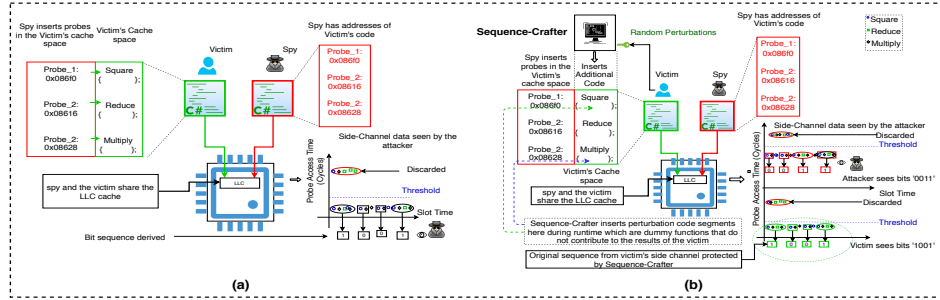 Spy inserts probes
in the Victim's cache
space
Victim's Cache
space
Victim
Spy
Spy has addresses of
Victim's code
Probe_1:
0x086f0
Probe_2:
0x08616
Probe_2:
0x08628
Square
{ };
Reduce
{ };
Multiply
{ };
C#
C#
Probe_1:
0x086f0
Probe_2:
0x08616
Probe_2:
0x08628
LLC
spy and the victim share the
LLC cache
Side-Channel data seen by the
attacker
Probe Access Time
(Cycles)
Discarded
Threshold
Slot Time
1 0 0 1
Bit sequence derived
(a)
Sequence-Crafter
Random Perturbations
Spy has addresses of
Victim's code
Square
Reduce
Multiply
Spy inserts
probes in the
Victim's
cache space
Inserts
Additional
Code
Victim
Spy
Probe_1:
0x086f0
Probe_2:
0x08616
Probe_2:
0x08628
Square
{ };
Reduce
{ };
Multiply
{ };
C#
C#
Probe_1:
0x086f0
Probe_2:
0x08616
Probe_2:
0x08628
Victim's Cache
space
LLC
spy and the victim
share the LLC cache
Side-Channel data seen by the
attacker
Probe Access Time (Cycles)
Discarded
Threshold
0 0 1 1
Attacker sees bits '0011'
Slot Time
Discarded
Threshold
1 0 0 1
Victim sees bits '1001'
Sequence-Crafter inserts perturbation code segments
here during runtime which are dummy functions that do
not contribute to the results of the victim
Original sequence from victim's side channel protected
by Sequence-Crafter
(b)